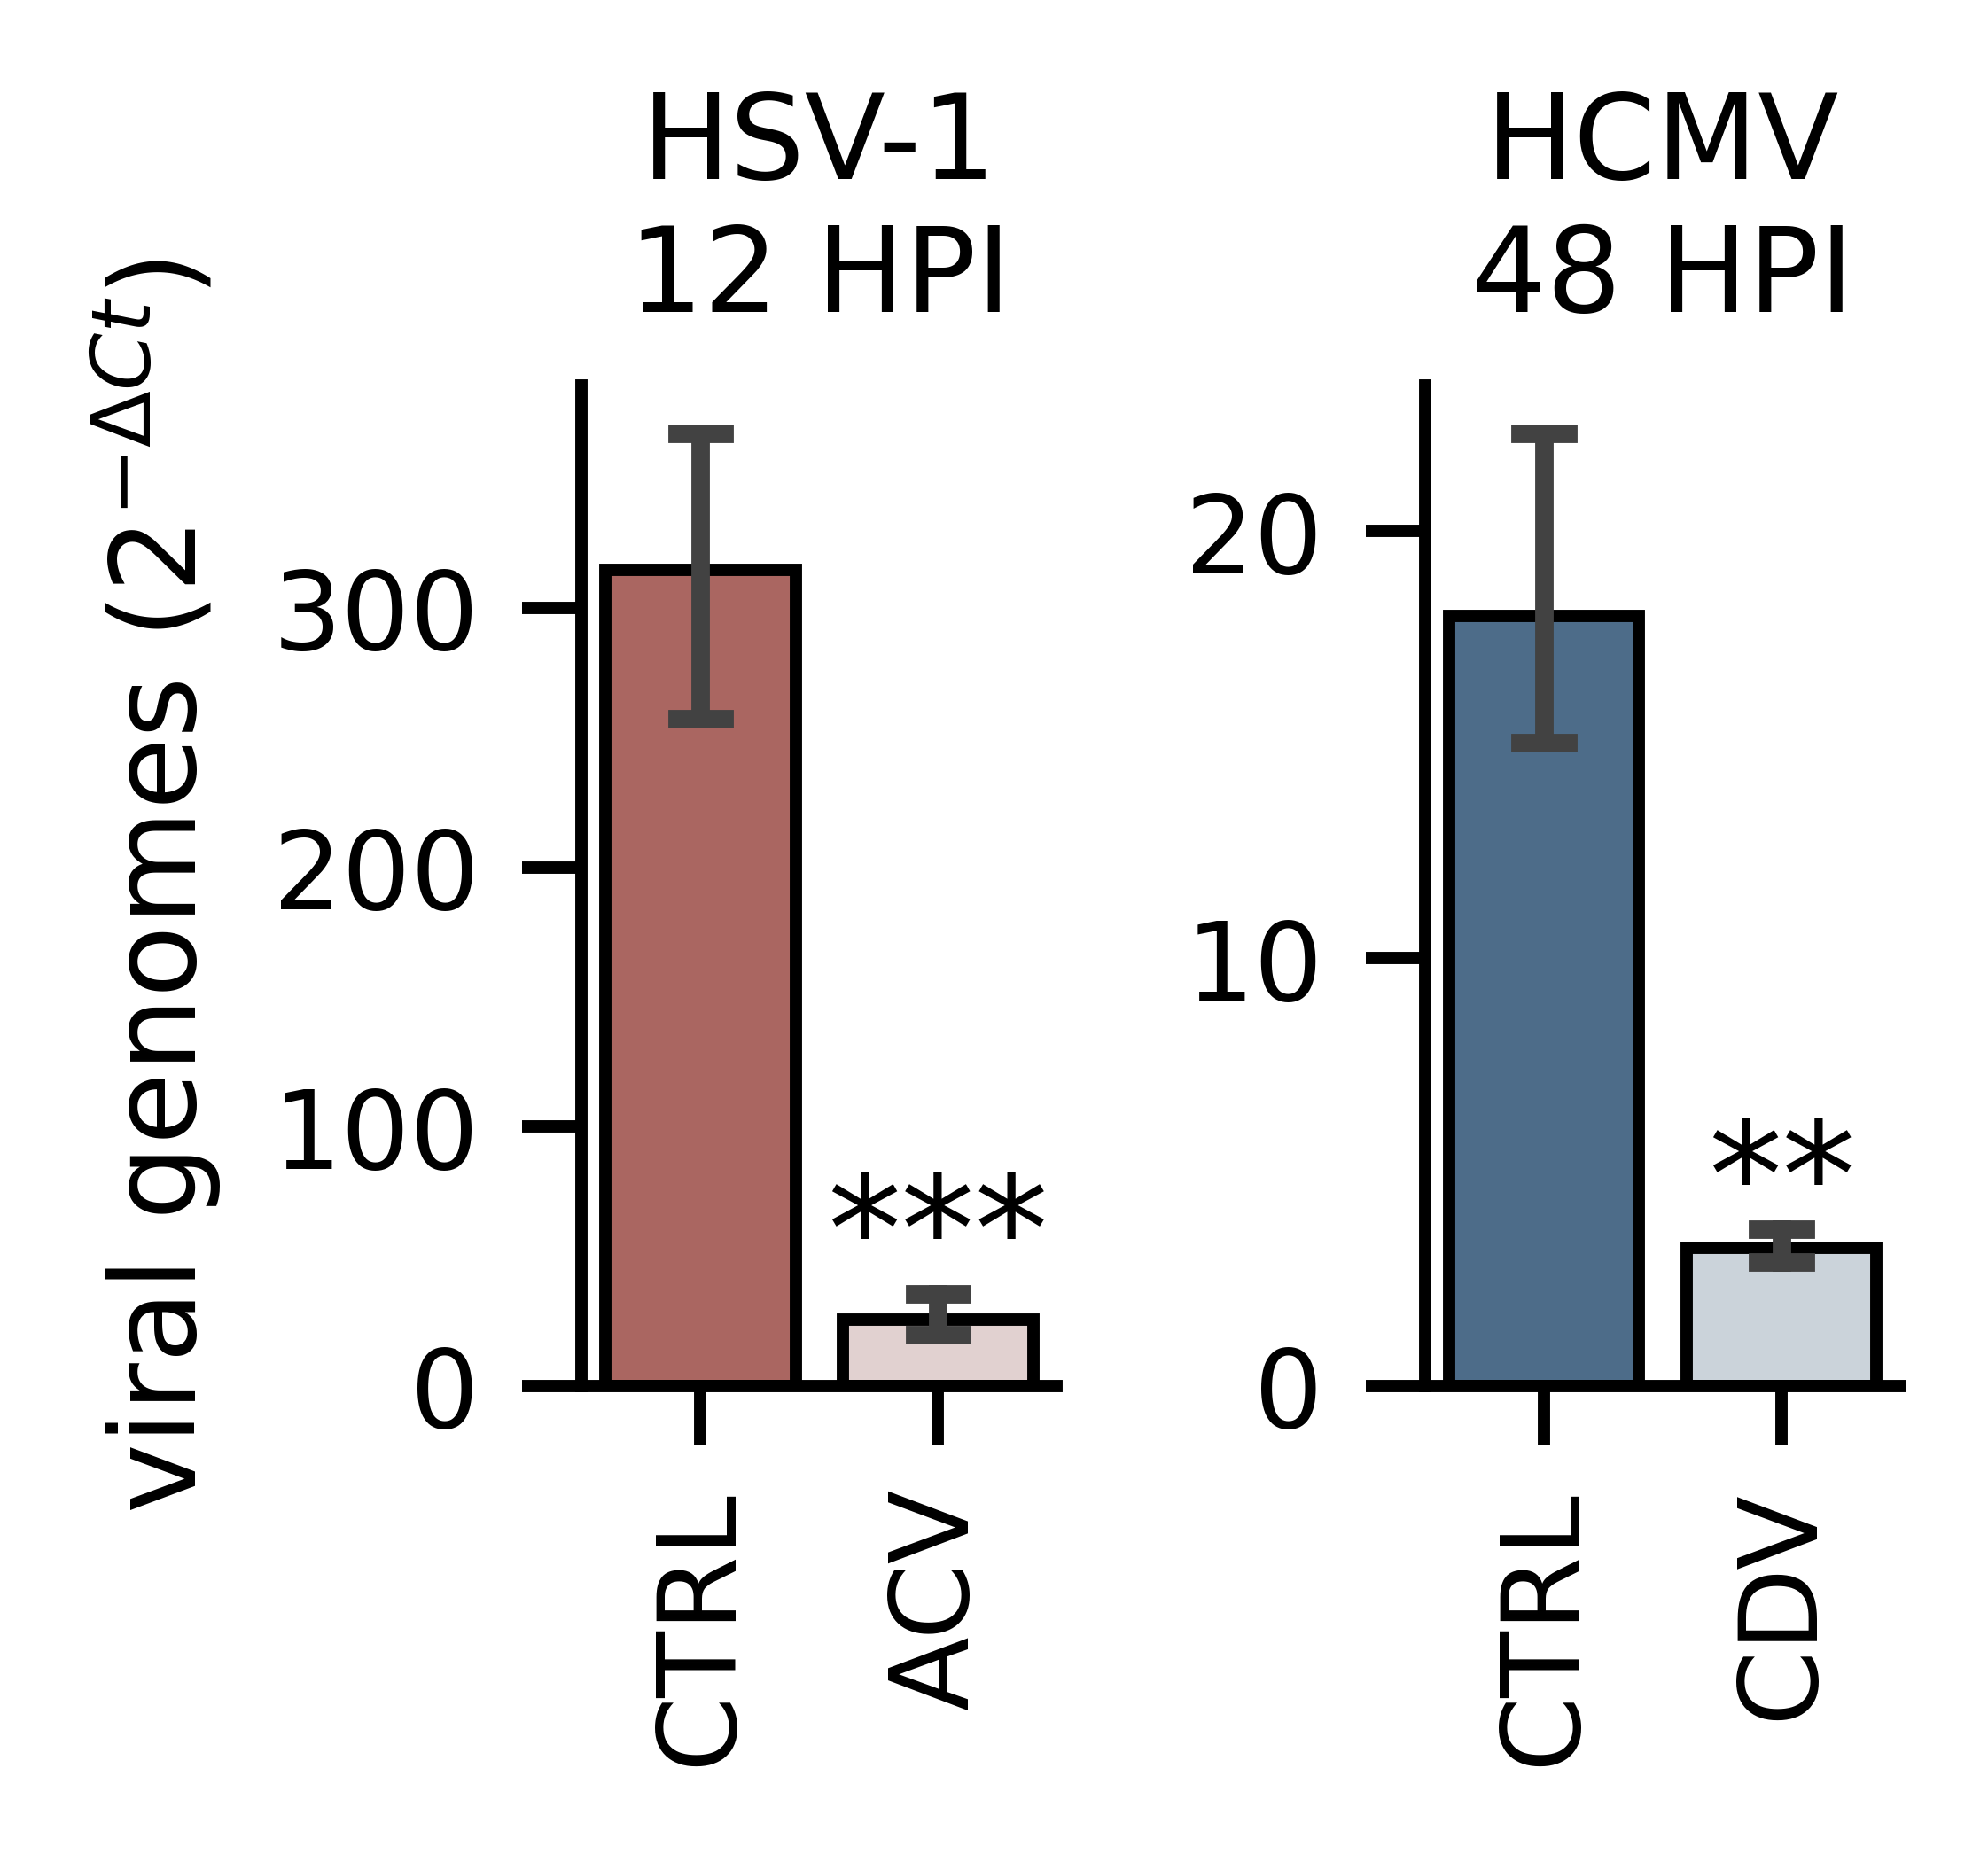 HSV-1
12 HPI
HCMV
48 HPI
viral genomes (2^{-ΔCt})
300
200
100
0
***
CTRL
ACV
20
10
0
**
CTRL
CDV